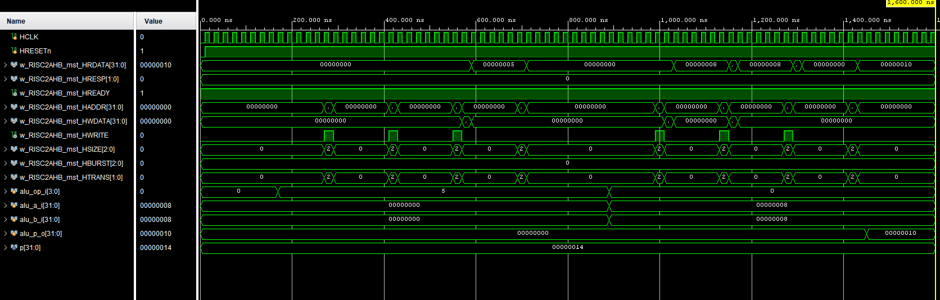 1,600.000 ns
Name Value 0.000 ns 200.000 ns 400.000 ns 600.000 ns 800.000 ns 1,000.000 ns 1,200.000 ns 1,400.000 ns
HCLK 0
HRESETn 1
w_RISC2AHB_mst_HRDATA[31:0] 00000010 00000000 00000005 00000000 00000008 00000008 00000000 00000010
w_RISC2AHB_mst_HRESP[1:0] 0 0
w_RISC2AHB_mst_HREADY 1
w_RISC2AHB_mst_HADDR[31:0] 00000000 00000000 00000000 00000000 00000000 00000000 00000000 00000000 00000000 00000000
w_RISC2AHB_mst_HWDATA[31:0] 00000000 00000000 00000000 00000000 00000000
w_RISC2AHB_mst_HWRITE 0
w_RISC2AHB_mst_HSIZE[2:0] 0 0 2 0 2 0 2 0 2 0 2 0 2 0 2 0 2 0
w_RISC2AHB_mst_HBURST[2:0] 0 0
w_RISC2AHB_mst_HTRANS[1:0] 0 0 2 0 2 0 2 0 2 0 2 0 2 0 2 0 2 0
alu_op_i[3:0] 0 0 5 0
alu_a_i[31:0] 00000008 00000000 00000008
alu_b_i[31:0] 00000008 00000000 00000008
alu_p_o[31:0] 00000010 00000000 00000010
p[31:0] 00000014 00000014